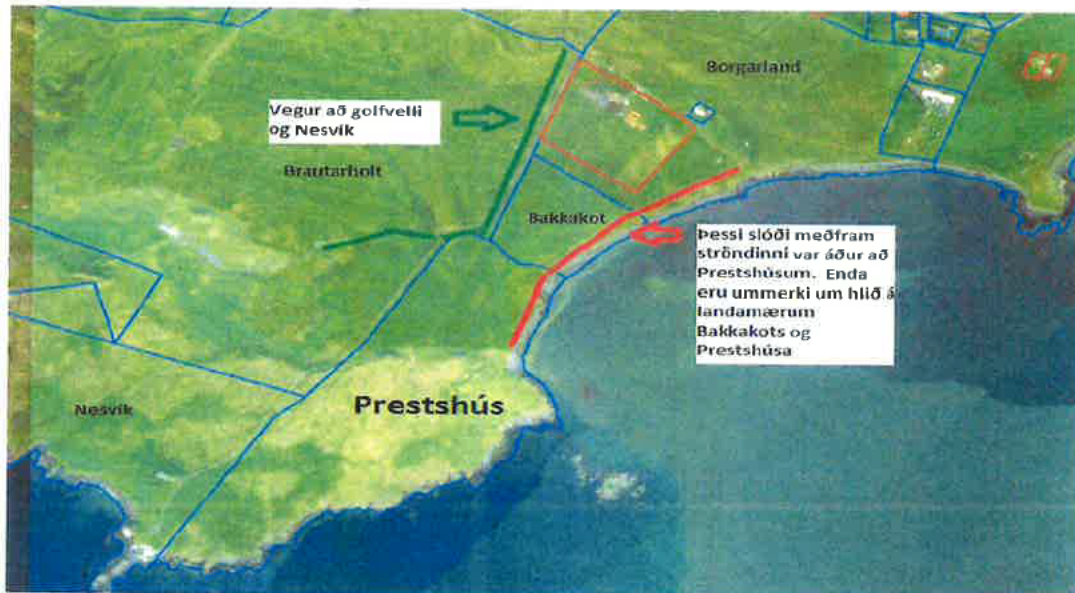 Borgarland
Vegur að golfvelli
og Nesvík
Brautarholt
Bakkakot
Þessi slóði meðfram
ströndinni var áður að
Prestshúsum. Enda
eru ummerki um hlið á
landamærum
Bakkakots og
Prestshúsa
Prestshús
Nesvík